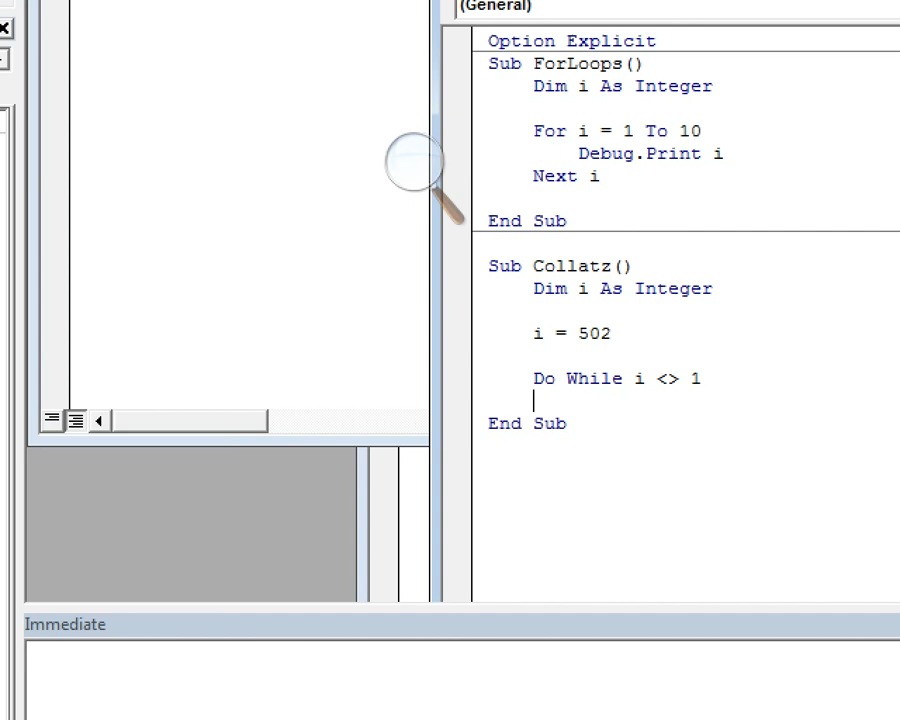 (General)
Option Explicit
Sub ForLoops()
    Dim i As Integer
    For i = 1 To 10
        Debug.Print i
    Next i
End Sub
Sub Collatz()
    Dim i As Integer
    i = 502
    Do While i <> 1
End Sub
Immediate